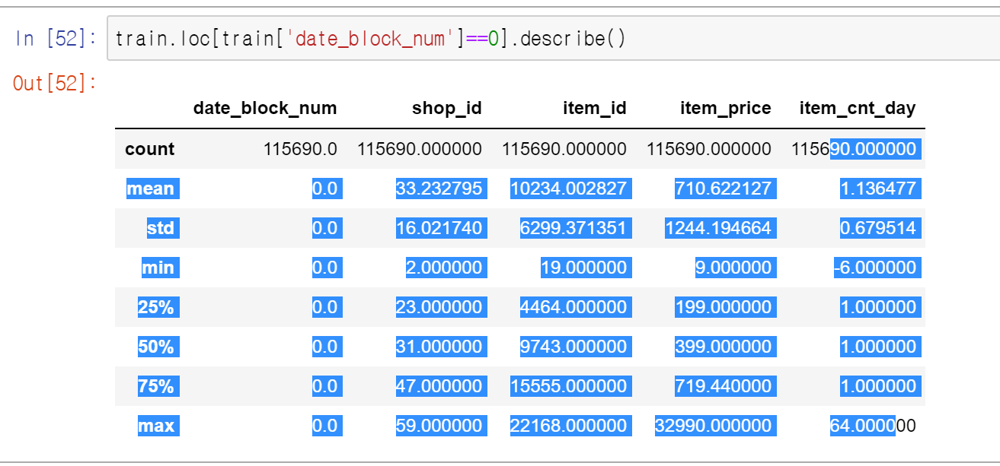 In [52]: train.loc[train['date_block_num']==0].describe()
Out[52]:
date_block_num shop_id item_id item_price item_cnt_day
count 115690.0 115690.000000 115690.000000 115690.000000 115690.000000
mean 0.0 33.232795 10234.002827 710.622127 1.136477
std 0.0 16.021740 6299.371351 1244.194664 0.679514
min 0.0 2.000000 19.000000 9.000000 -6.000000
25% 0.0 23.000000 4464.000000 199.000000 1.000000
50% 0.0 31.000000 9743.000000 399.000000 1.000000
75% 0.0 47.000000 15555.000000 719.440000 1.000000
max 0.0 59.000000 22168.000000 32990.000000 64.000000